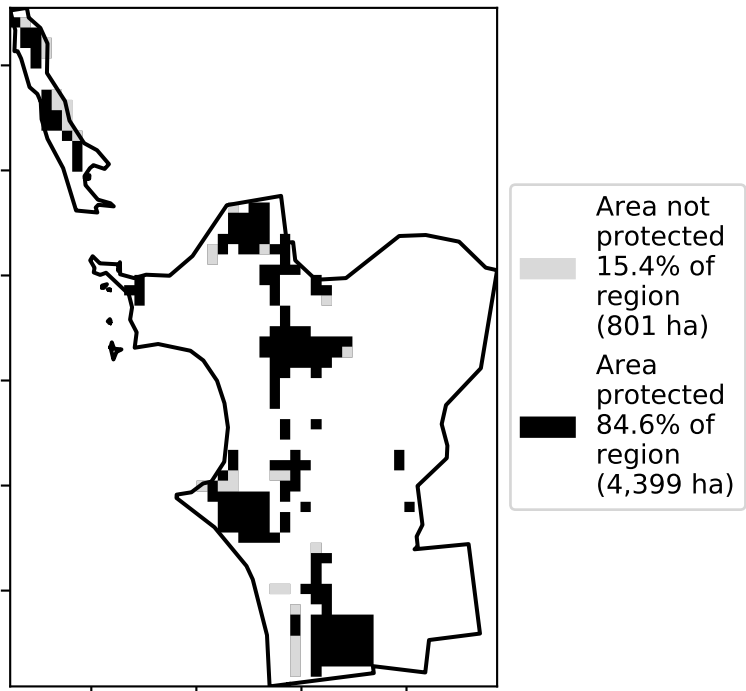 Area not
protected
15.4% of
region
(801 ha)
Area
protected
84.6% of
region
(4,399 ha)